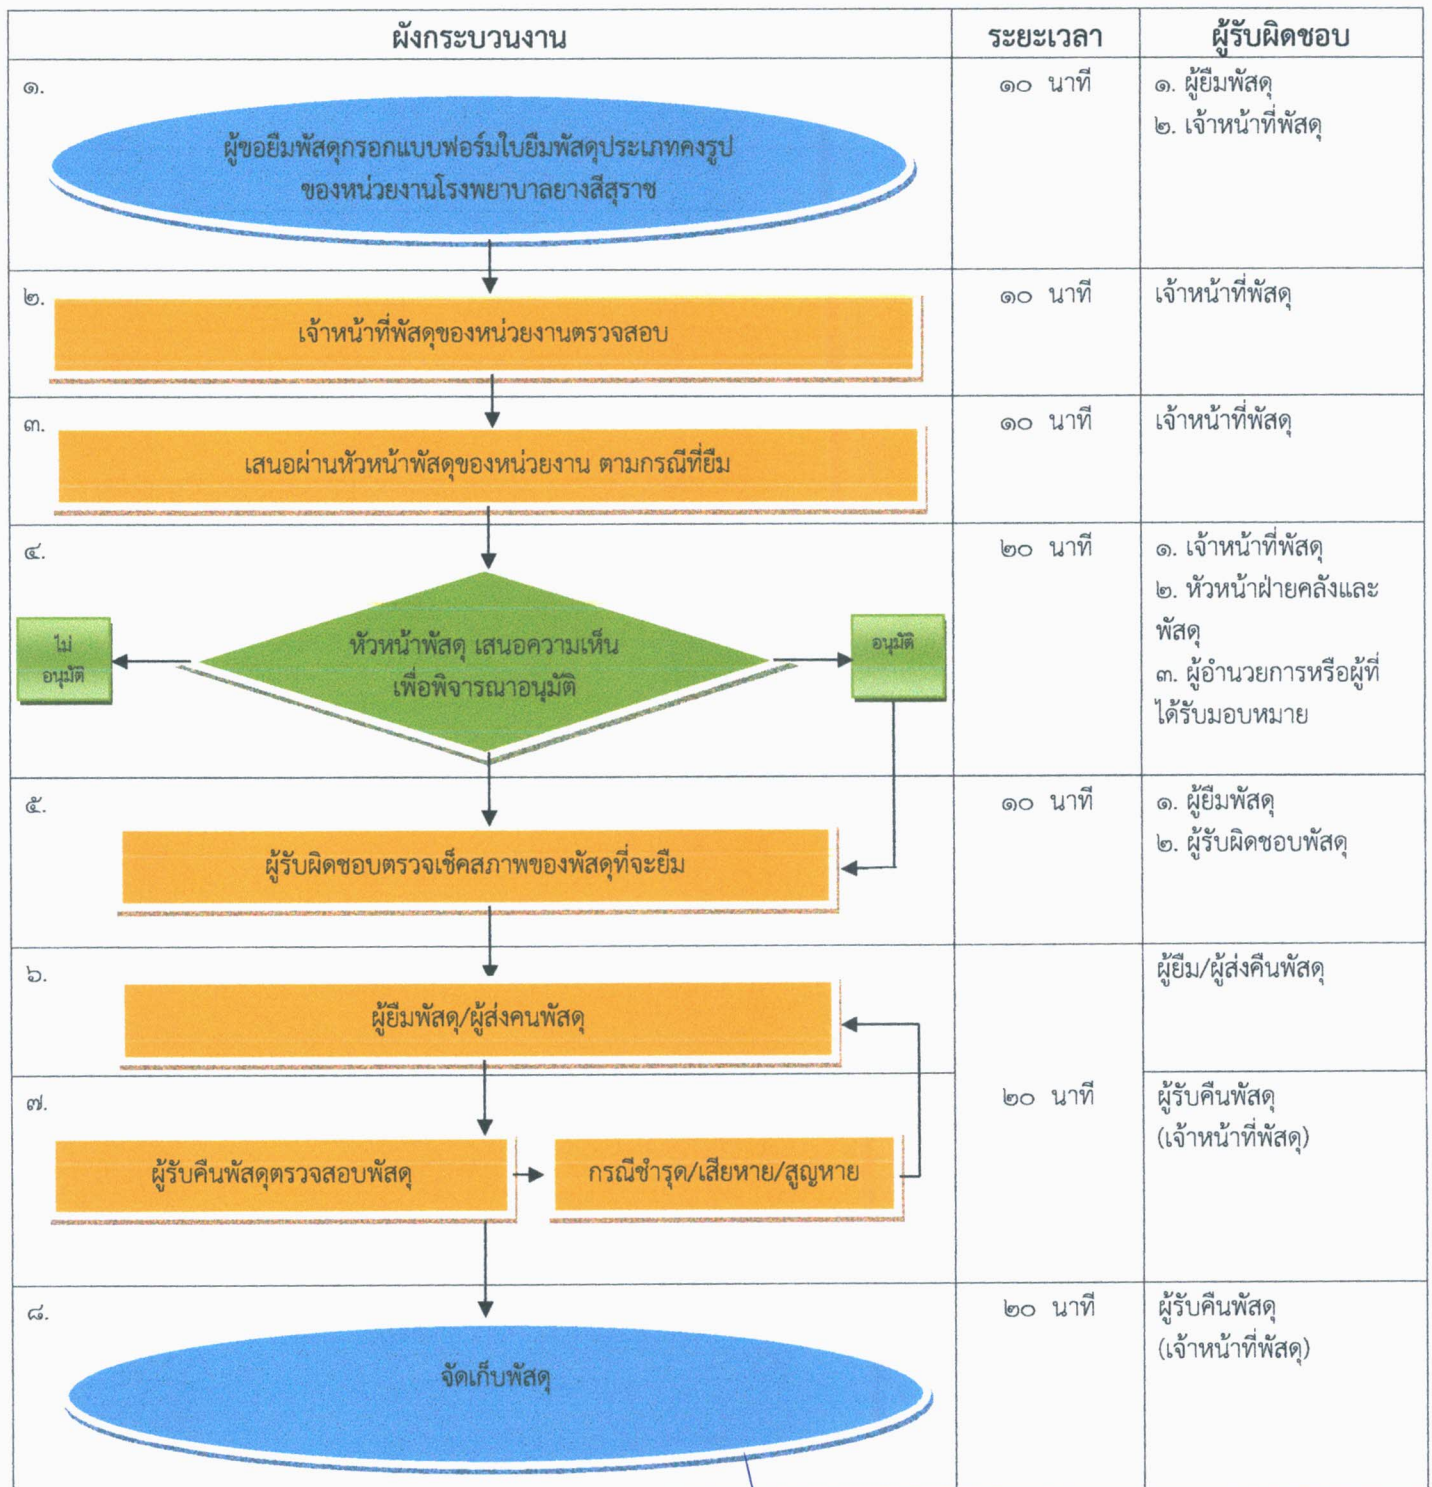 ผังกระบวนงาน
ระยะเวลา
ผู้รับผิดชอบ
๑.
ผู้ขอยืมพัสดุกรอกแบบฟอร์มใบยืมพัสดุประเภทคงรูป
ของหน่วยงานโรงพยาบาลยางสีสุราช
๑๐ นาที
๑. ผู้ยืมพัสดุ
๒. เจ้าหน้าที่พัสดุ
๒.
เจ้าหน้าที่พัสดุของหน่วยงานตรวจสอบ
๑๐ นาที
เจ้าหน้าที่พัสดุ
๓.
เสนอผ่านหัวหน้าพัสดุของหน่วยงาน ตามกรณีที่ยืม
๑๐ นาที
เจ้าหน้าที่พัสดุ
๔.
ไม่
อนุมัติ
หัวหน้าพัสดุ เสนอความเห็น
เพื่อพิจารณาอนุมัติ
อนุมัติ
๒๐ นาที
๑. เจ้าหน้าที่พัสดุ
๒. หัวหน้าฝ่ายคลังและ
พัสดุ
๓. ผู้อำนวยการหรือผู้ที่
ได้รับมอบหมาย
๕.
ผู้รับผิดชอบตรวจเช็คสภาพของพัสดุที่จะยืม
๑๐ นาที
๑. ผู้ยืมพัสดุ
๒. ผู้รับผิดชอบพัสดุ
๖.
ผู้ยืมพัสดุ/ผู้ส่งคนพัสดุ
ผู้ยืม/ผู้ส่งคืนพัสดุ
๗.
ผู้รับคืนพัสดุตรวจสอบพัสดุ
กรณีชำรุด/เสียหาย/สูญหาย
๒๐ นาที
ผู้รับคืนพัสดุ
(เจ้าหน้าที่พัสดุ)
๘.
จัดเก็บพัสดุ
๒๐ นาที
ผู้รับคืนพัสดุ
(เจ้าหน้าที่พัสดุ)